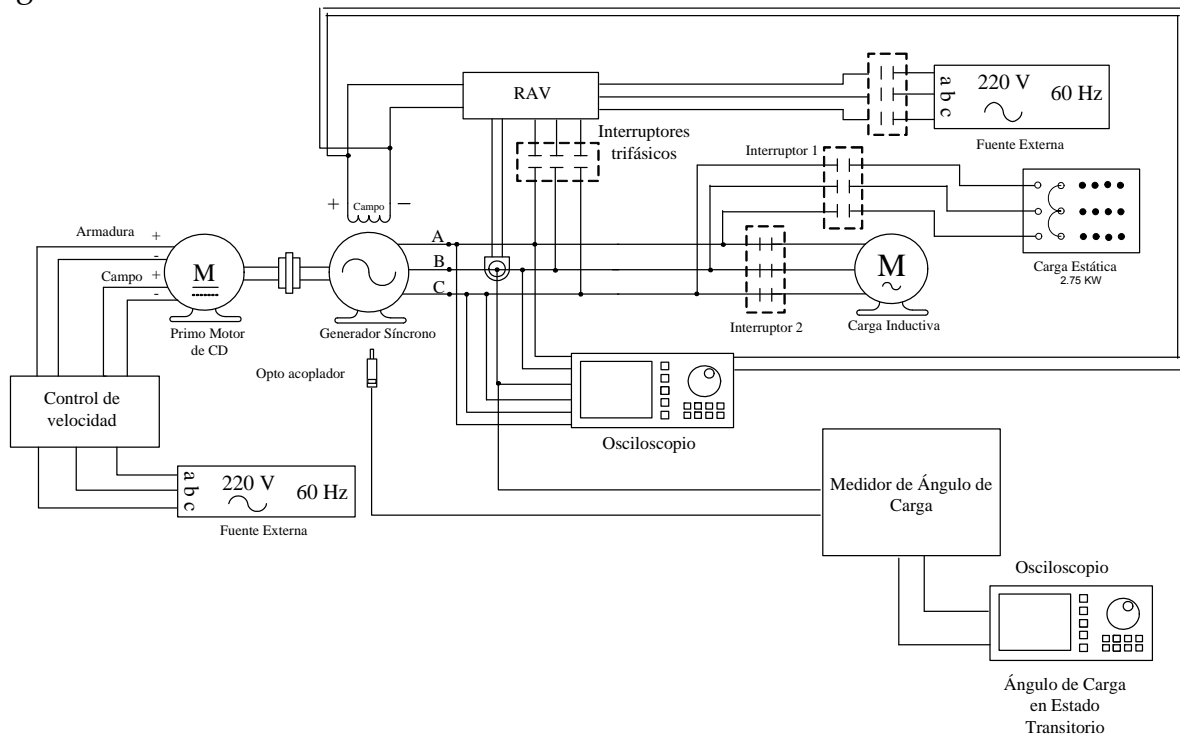 RAV
a b c
220 V
60 Hz
Fuente Externa
Interruptores
trifásicos
Interruptor 1
+
Campo
−
Armadura
+
-
Campo
+
-
M
Primo Motor
de CD
Generador Síncrono
A
B
C
Interruptor 2
M
Carga Inductiva
Carga Estática
2.75 KW
Opto acoplador
Control de
velocidad
Osciloscopio
a b c
220 V
60 Hz
Fuente Externa
Medidor de Ángulo de
Carga
Osciloscopio
Ángulo de Carga
en Estado
Transitorio